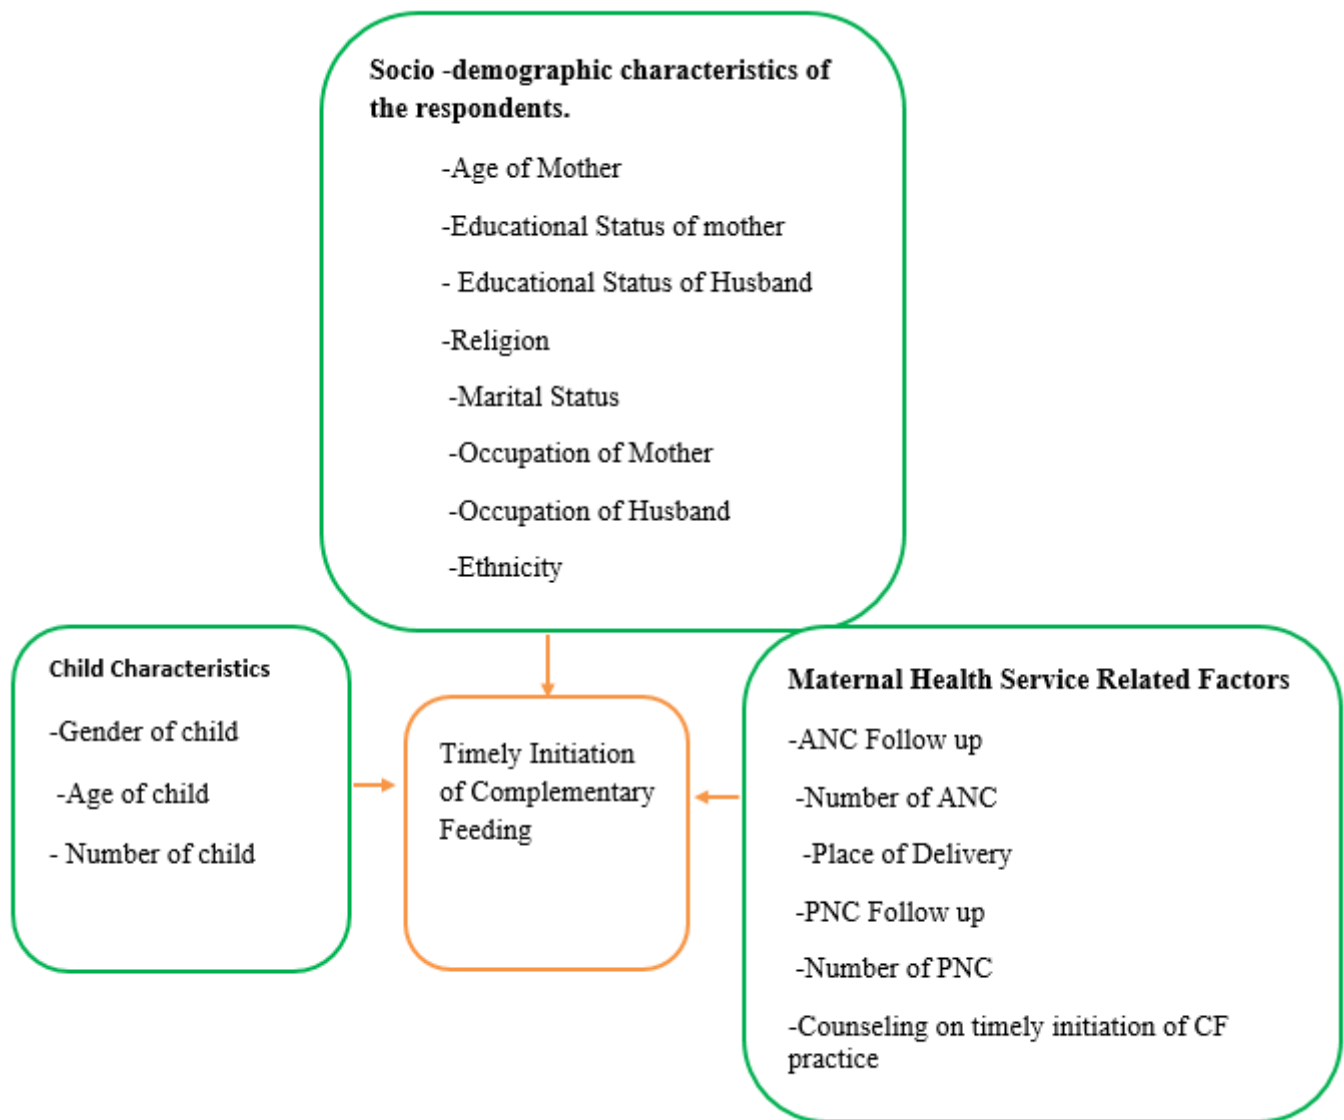 Socio -demographic characteristics of
the respondents.
-Age of Mother
-Educational Status of mother
- Educational Status of Husband
-Religion
-Marital Status
-Occupation of Mother
-Occupation of Husband
-Ethnicity
Child Characteristics
-Gender of child
-Age of child
- Number of child
Timely Initiation
of Complementary
Feeding
Maternal Health Service Related Factors
-ANC Follow up
-Number of ANC
-Place of Delivery
-PNC Follow up
-Number of PNC
-Counseling on timely initiation of CF
practice